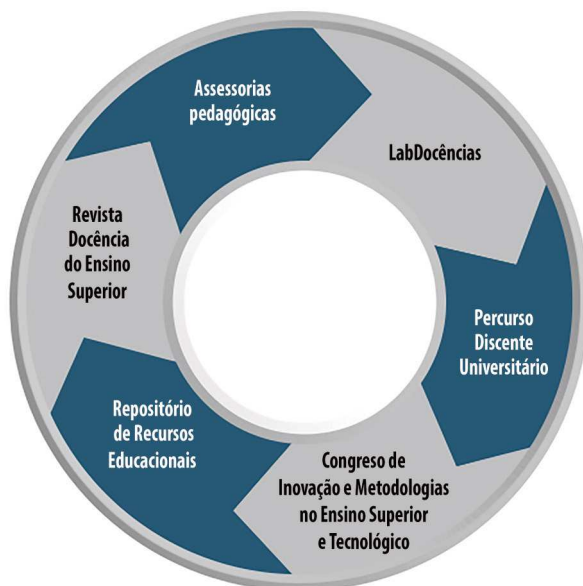 Assessorias
pedagógicas
LabDocências
Percurso
Discente
Universitário
Congreso de
Inovação e Metodologias
no Ensino Superior
e Tecnológico
Repositório
de Recursos
Educacionais
Revista
Docência
do Ensino
Superior